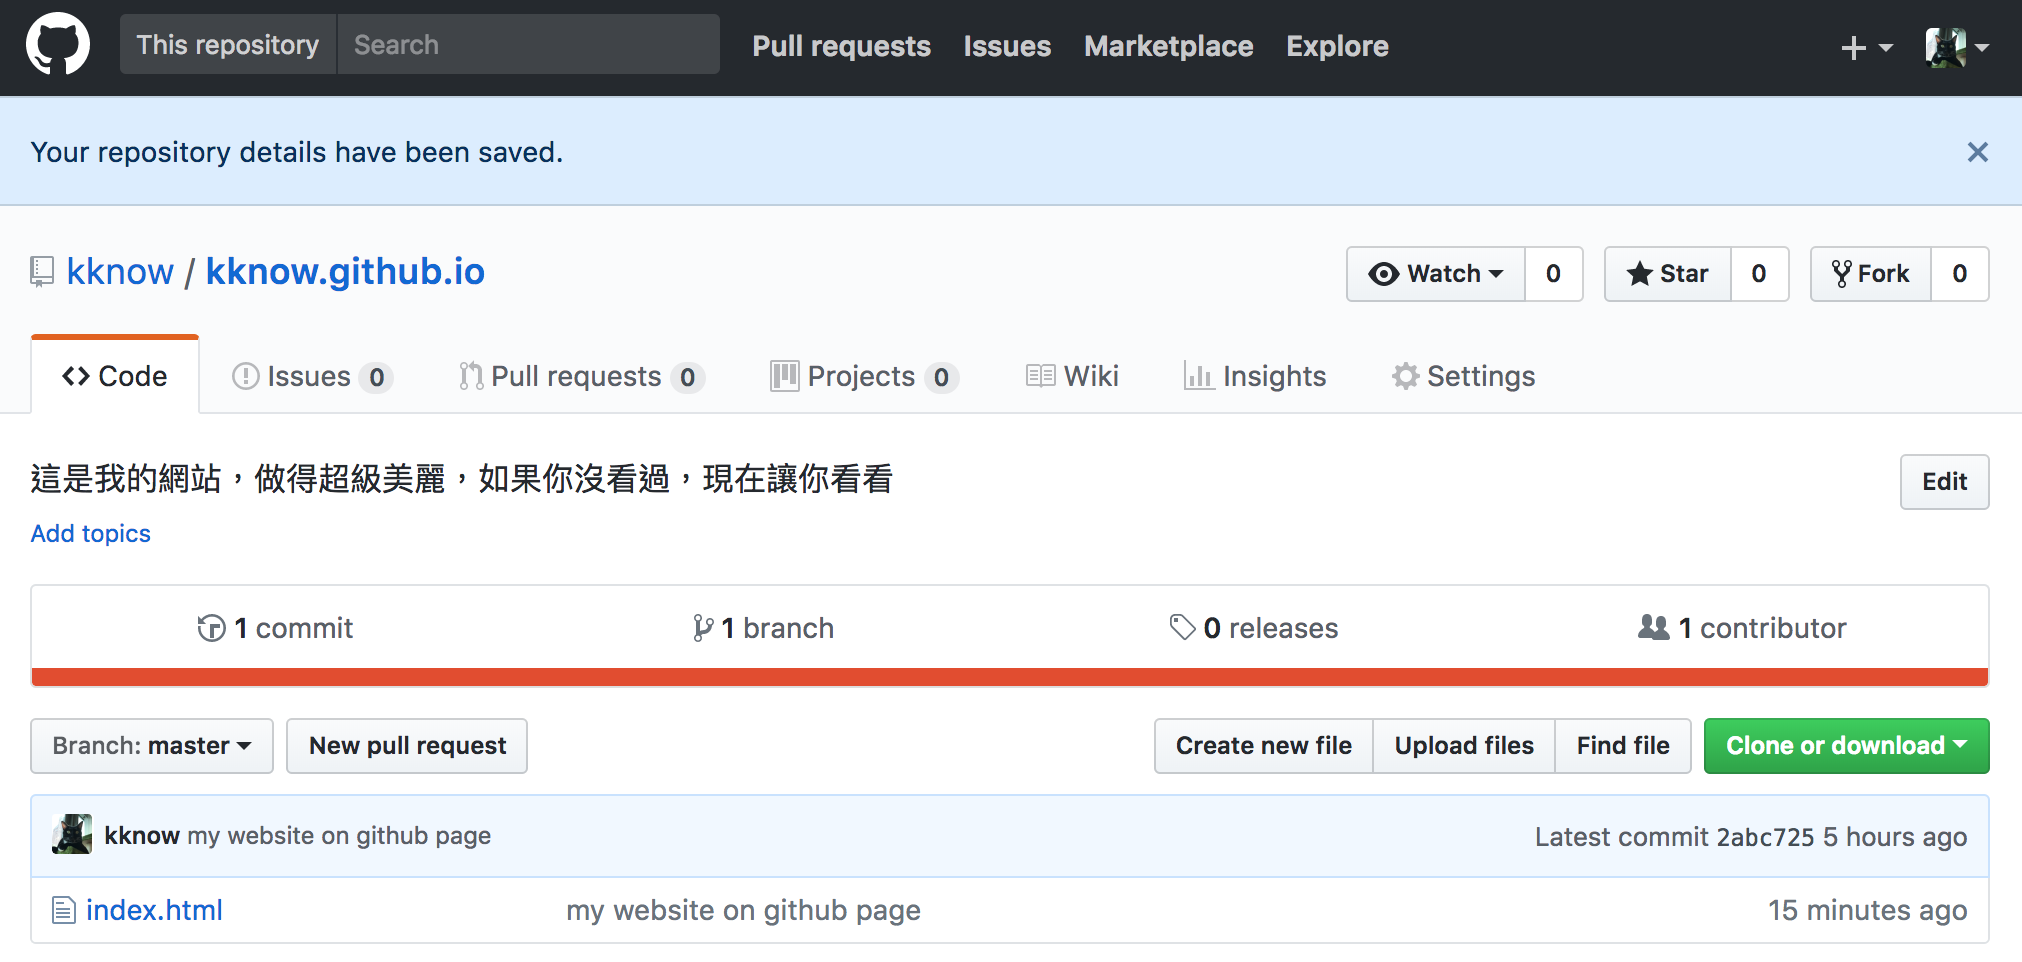 This repository Search Pull requests Issues Marketplace Explore
Your repository details have been saved.
kknow / kknow.github.io Watch 0 Star 0 Fork 0
Code Issues 0 Pull requests 0 Projects 0 Wiki Insights Settings
這是我的網站，做得超級美麗，如果你沒看過，現在讓你看看 Edit
Add topics
1 commit 1 branch 0 releases 1 contributor
Branch: master New pull request Create new file Upload files Find file Clone or download
kknow my website on github page Latest commit 2abc725 5 hours ago
index.html my website on github page 15 minutes ago